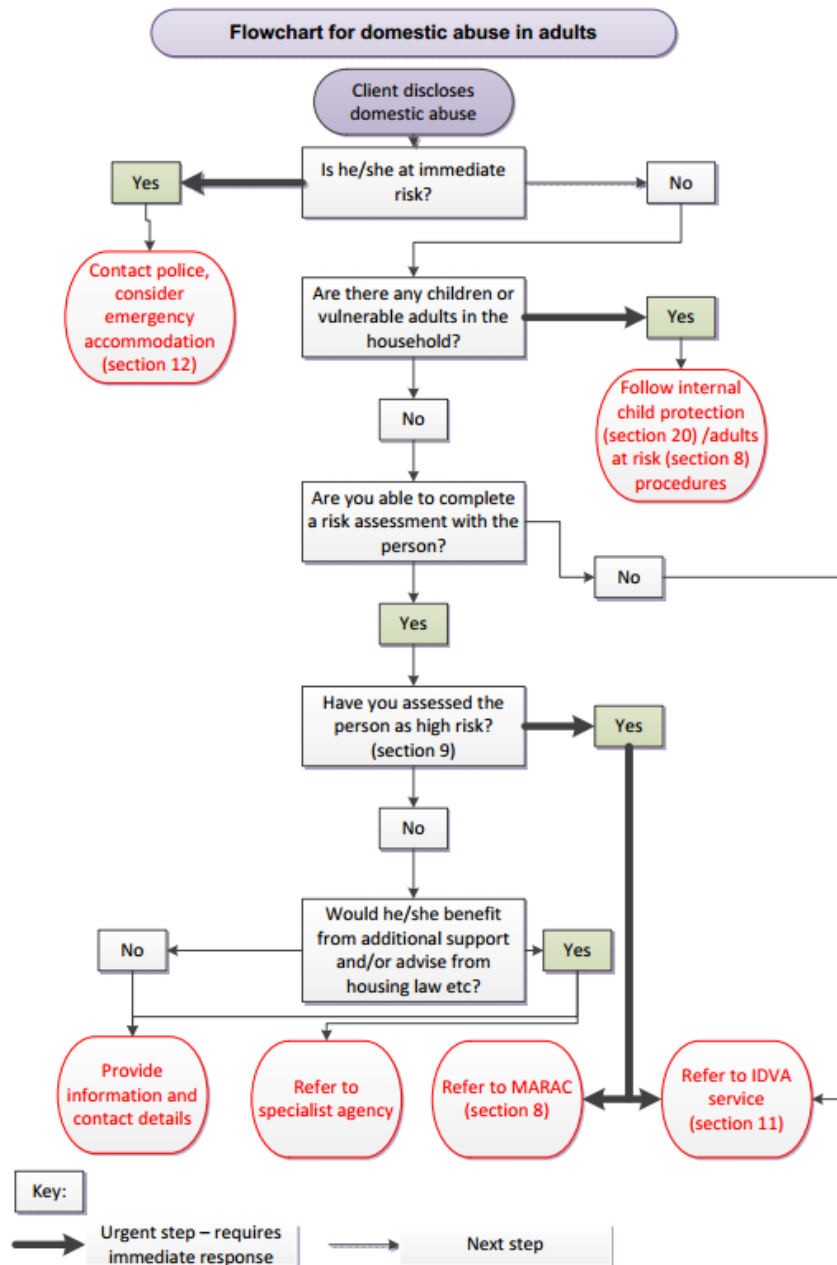 Flowchart for domestic abuse in adults
Client discloses
domestic abuse
Is he/she at immediate
risk?
Yes
No
Contact police,
consider
emergency
accommodation
(section 12)
Are there any children or
vulnerable adults in the
household?
Yes
Follow internal
child protection
(section 20) /adults
at risk (section 8)
procedures
No
Are you able to complete
a risk assessment with the
person?
No
Yes
Have you assessed the
person as high risk?
(section 9)
Yes
No
Would he/she benefit
from additional support
and/or advise from
housing law etc?
No
Yes
Provide
information and
contact details
Refer to
specialist agency
Refer to MARAC
(section 8)
Refer to IDVA
service
(section 11)
Key:
Urgent step – requires
immediate response
Next step